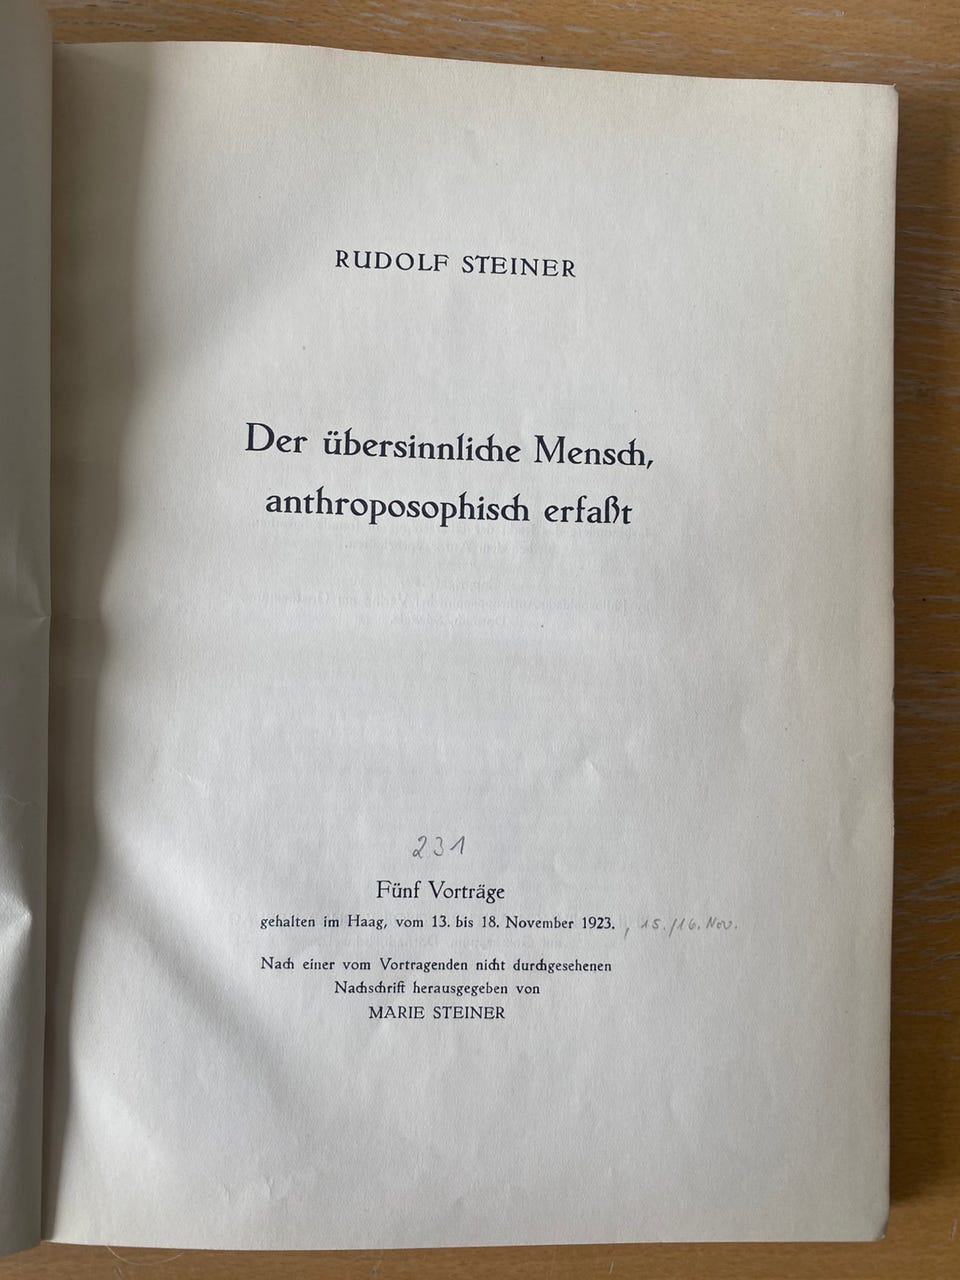 RUDOLF STEINER
Der übersinnliche Mensch,
anthroposophisch erfaßt
231
Fünf Vorträge
gehalten im Haag, vom 13. bis 18. November 1923. , 15./16. Nov.
Nach einer vom Vortragenden nicht durchgesehenen
Nachschrift herausgegeben von
MARIE STEINER